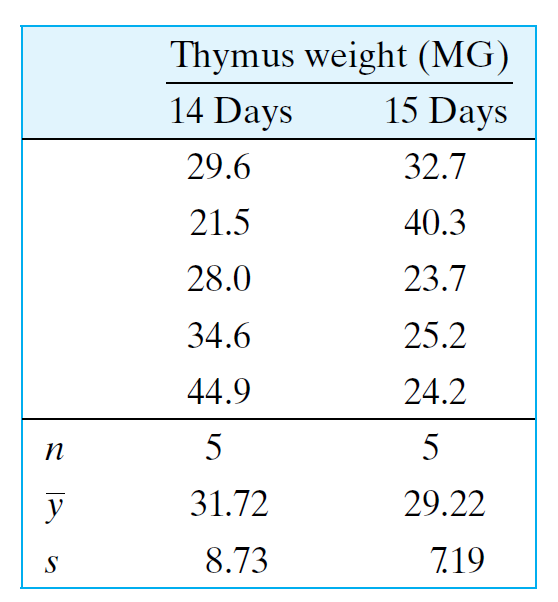 Thymus weight (MG)
14 Days 15 Days
29.6 32.7
21.5 40.3
28.0 23.7
34.6 25.2
44.9 24.2
n 5 5
y̅ 31.72 29.22
s 8.73 7.19